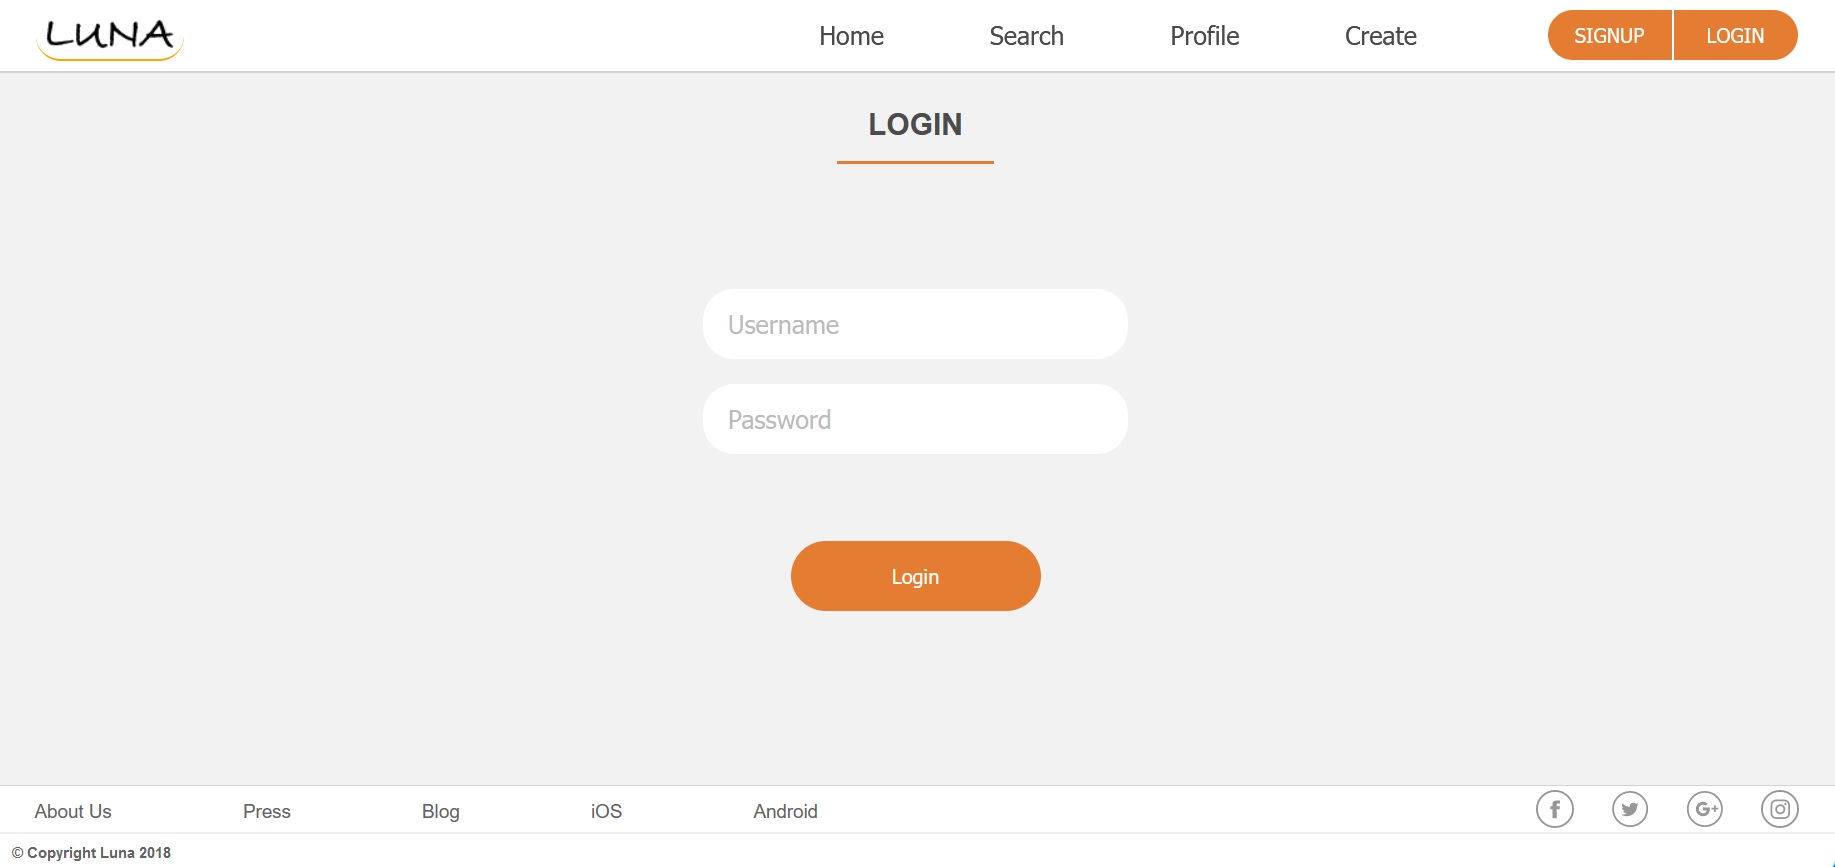 LUNA
Home Search Profile Create SIGNUP LOGIN
LOGIN
Username
Password
Login
About Us Press Blog iOS Android
© Copyright Luna 2018